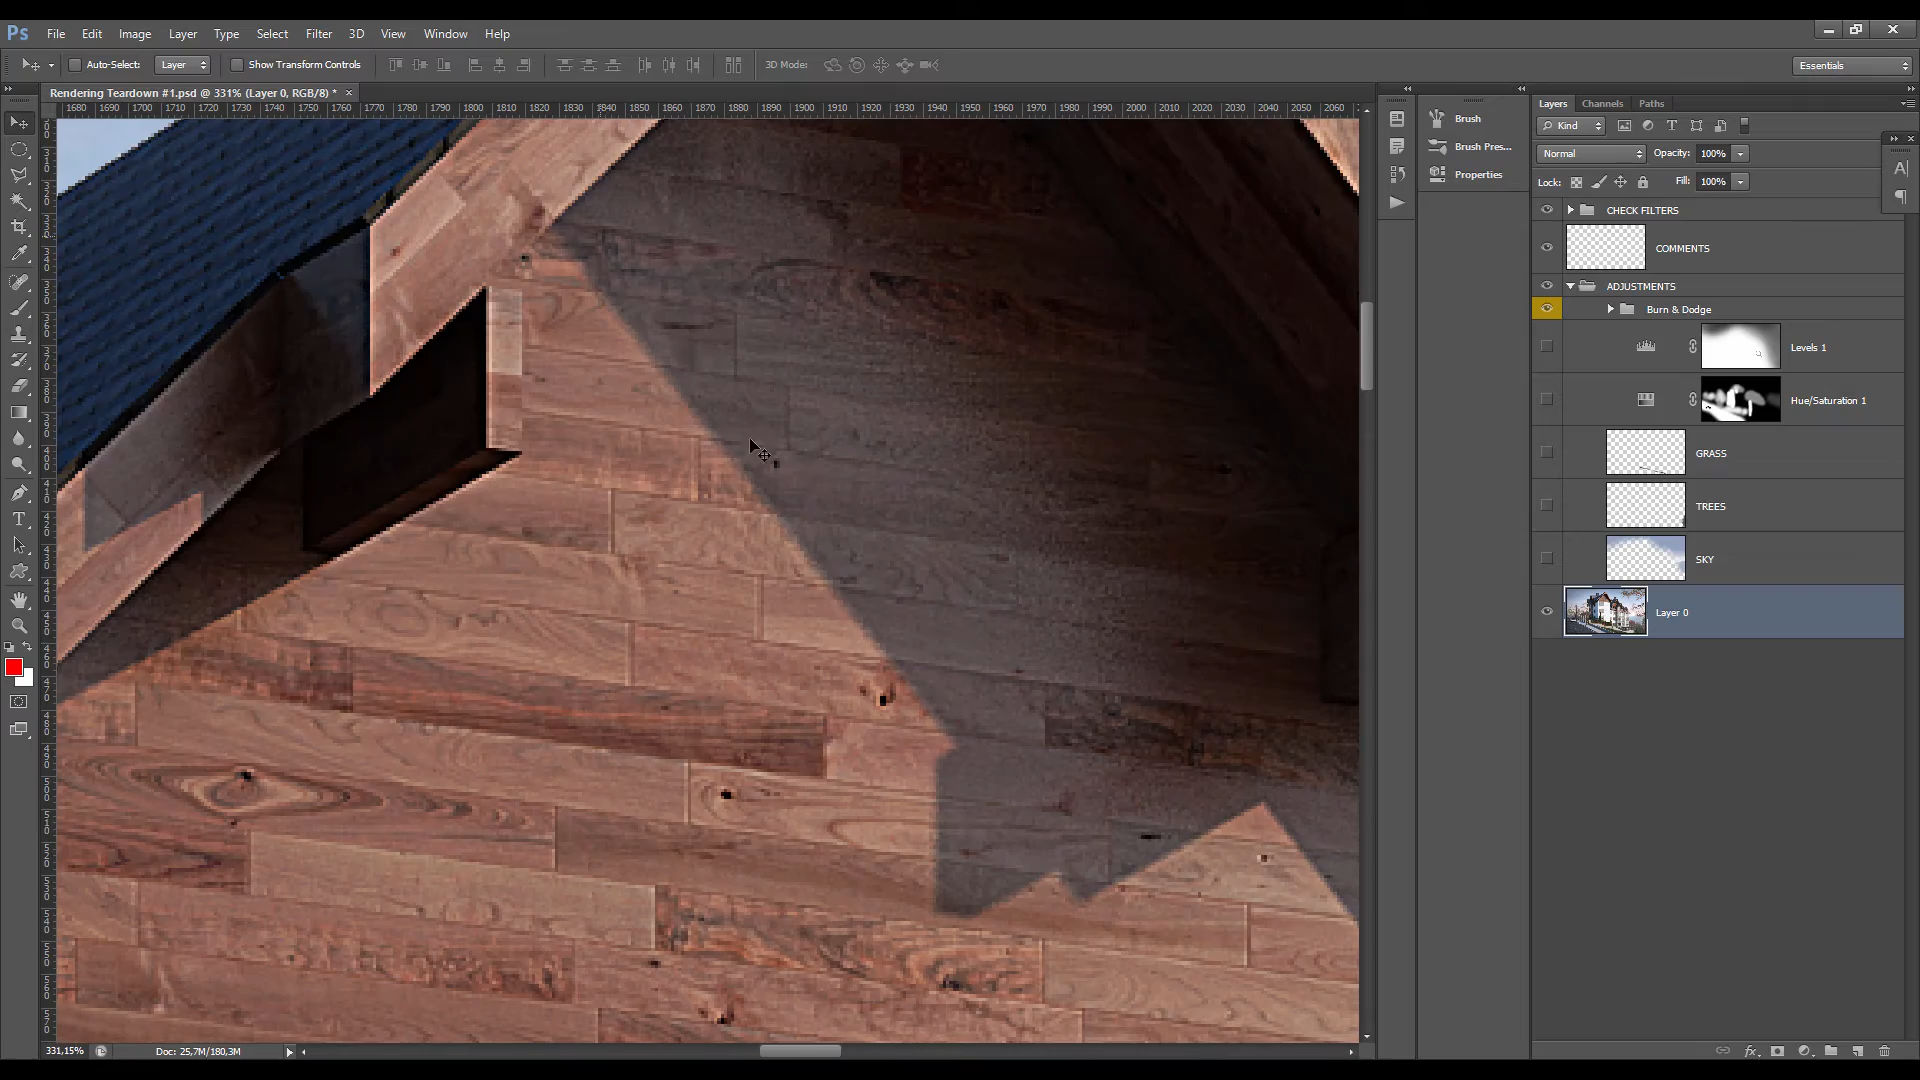 Ps File Edit Image Layer Type Select Filter 3D View Window Help
Auto-Select: Layer Show Transform Controls 3D Mode: Essentials
Rendering Teardown #1.psd @ 331% (Layer 0, RGB/8) * ×
1680 1690 1700 1710 1720 1730 1740 1750 1760 1770 1780 1790 1800 1810 1820 1830 1840 1850 1860 1870 1880 1890 1900 1910 1920 1930 1940 1950 1960 1970 1980 1990 2000 2010 2020 2030 2040 2050 2060
Brush
Brush Pres...
Properties
Layers Channels Paths
Kind
Normal Opacity: 100%
Lock: Fill: 100%
CHECK FILTERS
COMMENTS
ADJUSTMENTS
Burn & Dodge
Levels 1
Hue/Saturation 1
GRASS
TREES
SKY
Layer 0
331,15% Doc: 25,7M/180,3M